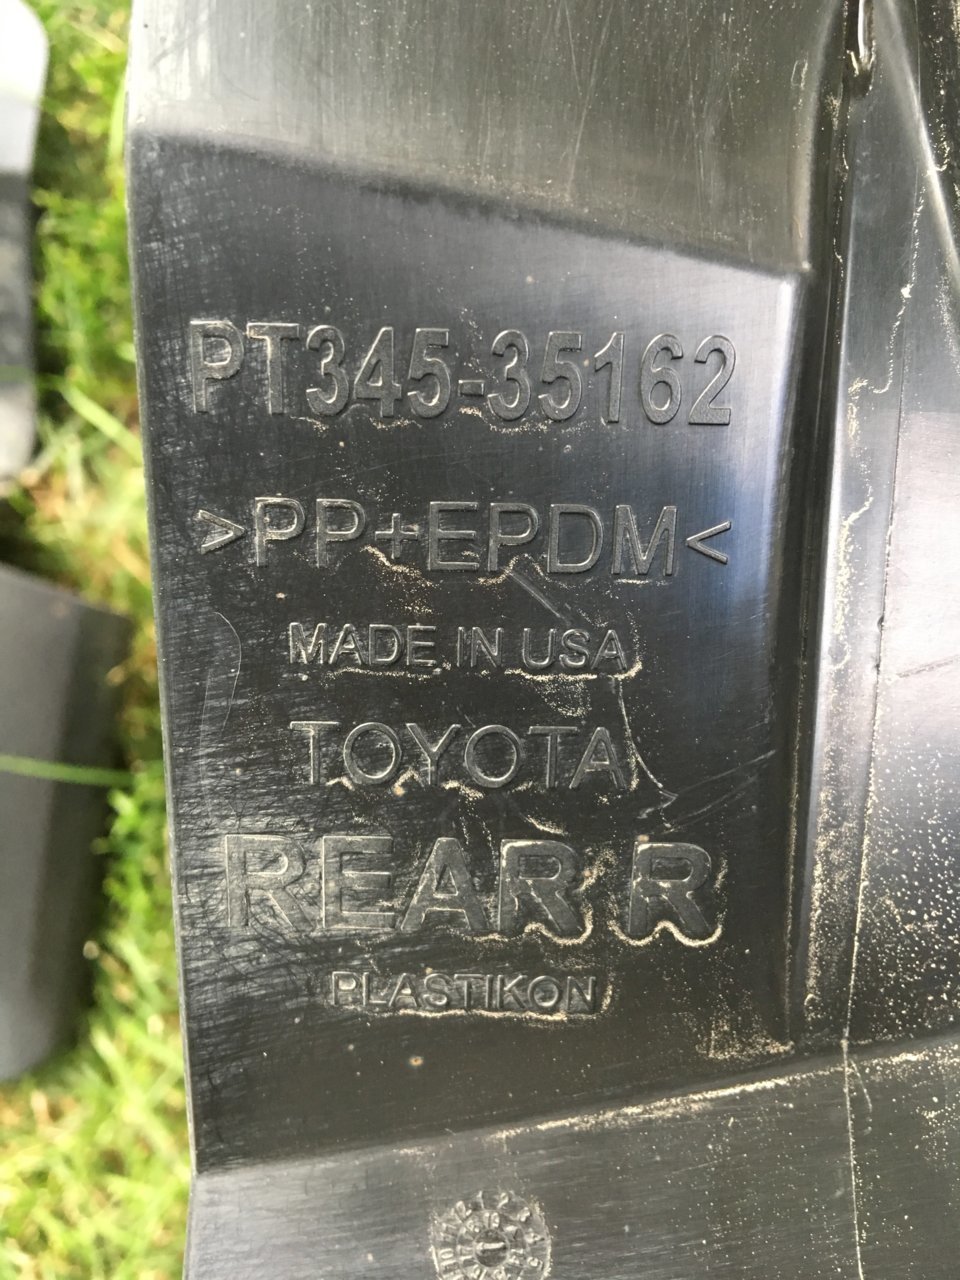 PT345-35162
>PP+EPDM<
MADE IN USA
TOYOTA
REAR R
PLASTIKON